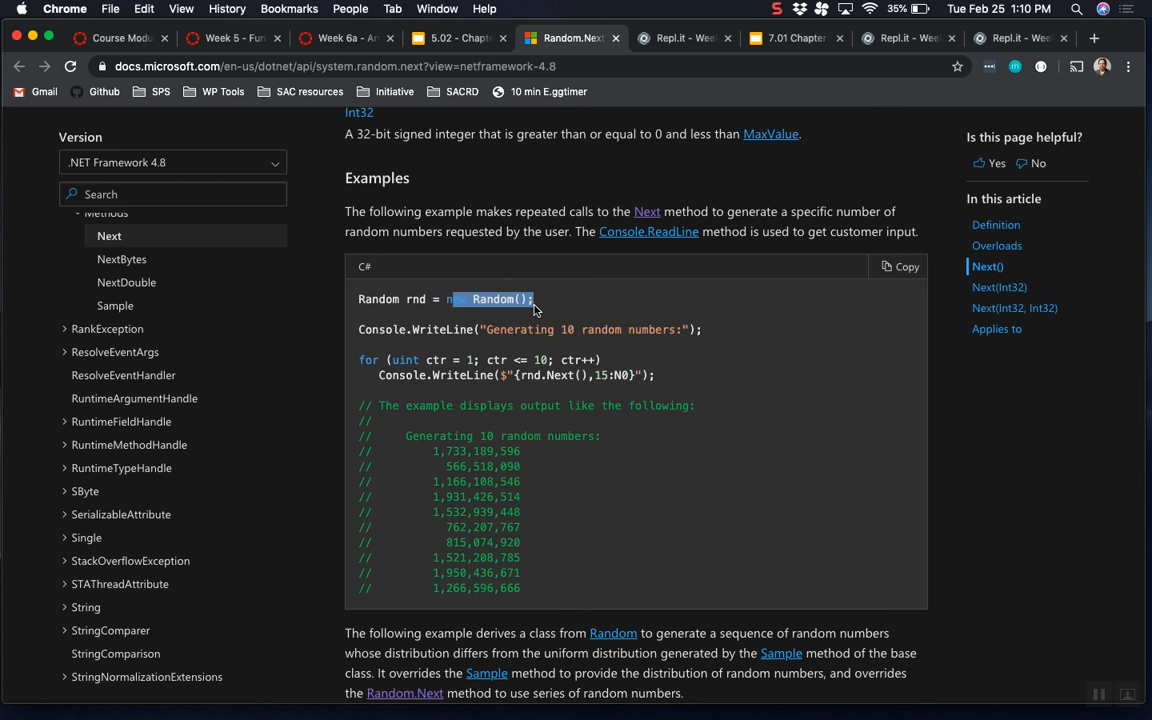 Chrome File Edit View History Bookmarks People Tab Window Help 35% Tue Feb 25 1:10 PM
Course Modu Week 5 - Fun Week 6a - Ar 5.02 - Chapte Random.Nex Repl.it - Wee 7.01 Chapter Repl.it - Wee Repl.it - Wee
docs.microsoft.com/en-us/dotnet/api/system.random.next?view=netframework-4.8
Gmail Github SPS WP Tools SAC resources Initiative SACRD 10 min E.ggtimer
Version
.NET Framework 4.8
Search
Methods
Next
NextBytes
NextDouble
Sample
RankException
ResolveEventArgs
ResolveEventHandler
RuntimeArgumentHandle
RuntimeFieldHandle
RuntimeMethodHandle
RuntimeTypeHandle
SByte
SerializableAttribute
Single
StackOverflowException
STAThreadAttribute
String
StringComparer
StringComparison
StringNormalizationExtensions
Int32
A 32-bit signed integer that is greater than or equal to 0 and less than MaxValue.
Examples
The following example makes repeated calls to the Next method to generate a specific number of
random numbers requested by the user. The Console.ReadLine method is used to get customer input.
C# Copy
Random rnd = new Random();
Console.WriteLine("Generating 10 random numbers:");
for (uint ctr = 1; ctr <= 10; ctr++)
Console.WriteLine($"{rnd.Next(),15:N0}");
// The example displays output like the following:
//
// Generating 10 random numbers:
// 1,733,189,596
// 566,518,090
// 1,166,108,546
// 1,931,426,514
// 1,532,939,448
// 762,207,767
// 815,074,920
// 1,521,208,785
// 1,950,436,671
// 1,266,596,666
The following example derives a class from Random to generate a sequence of random numbers
whose distribution differs from the uniform distribution generated by the Sample method of the base
class. It overrides the Sample method to provide the distribution of random numbers, and overrides
the Random.Next method to use series of random numbers.
Is this page helpful?
Yes No
In this article
Definition
Overloads
Next()
Next(Int32)
Next(Int32, Int32)
Applies to